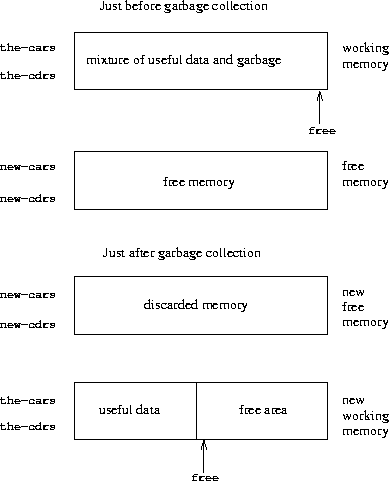 Just before garbage collection
the-cars
the-cdrs
mixture of useful data and garbage
working
memory
free
new-cars
new-cdrs
free memory
free
memory
Just after garbage collection
new-cars
new-cdrs
discarded memory
new
free
memory
the-cars
the-cdrs
useful data
free area
new
working
memory
free